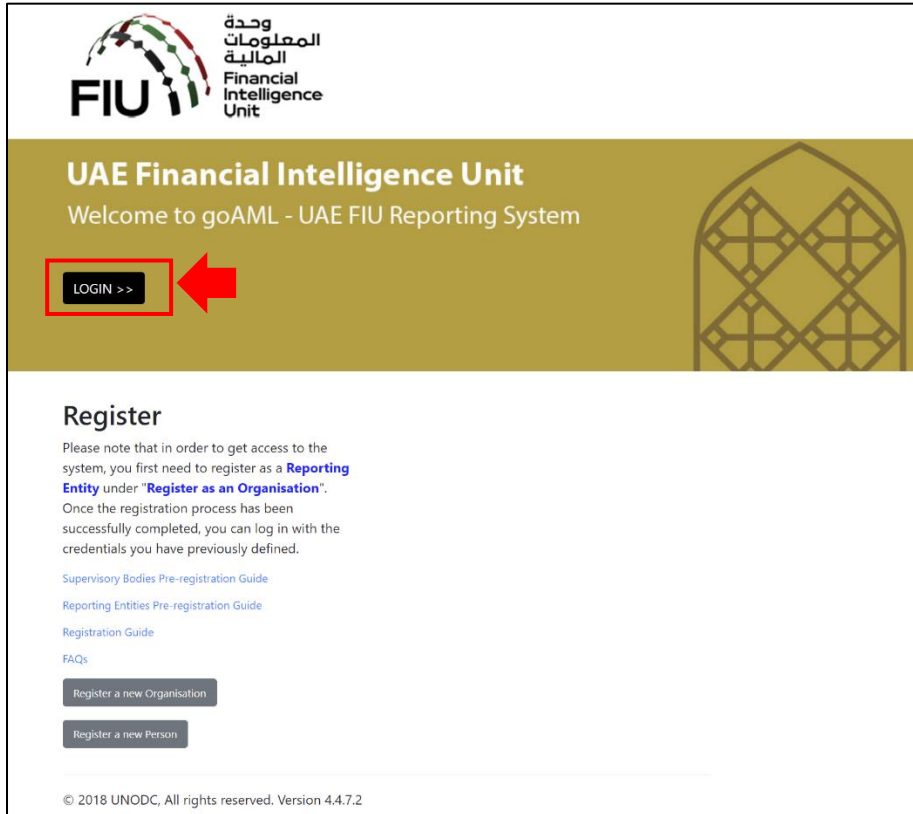 وحدة
المعلومات
المالية
Financial
Intelligence
Unit
FIU
UAE Financial Intelligence Unit
Welcome to goAML - UAE FIU Reporting System
LOGIN >>
Register
Please note that in order to get access to the
system, you first need to register as a Reporting
Entity under "Register as an Organisation".
Once the registration process has been
successfully completed, you can log in with the
credentials you have previously defined.
Supervisory Bodies Pre-registration Guide
Reporting Entities Pre-registration Guide
Registration Guide
FAQs
Register a new Organisation
Register a new Person
© 2018 UNODC, All rights reserved. Version 4.4.7.2